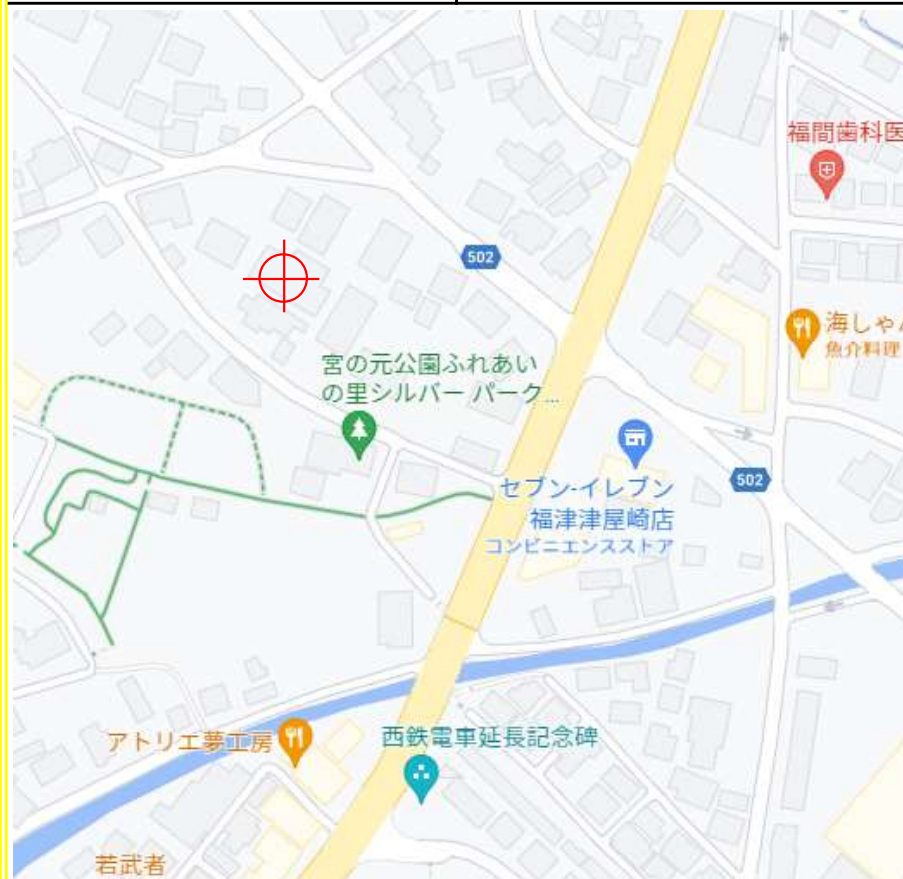 福間歯科医
502
海しゃ
魚介料理
宮の元公園ふれあい
の里シルバー パーク...
502
セブン-イレブン
福津津屋崎店
コンビニエンスストア
西鉄電車延長記念碑
アトリエ夢工房
若武者